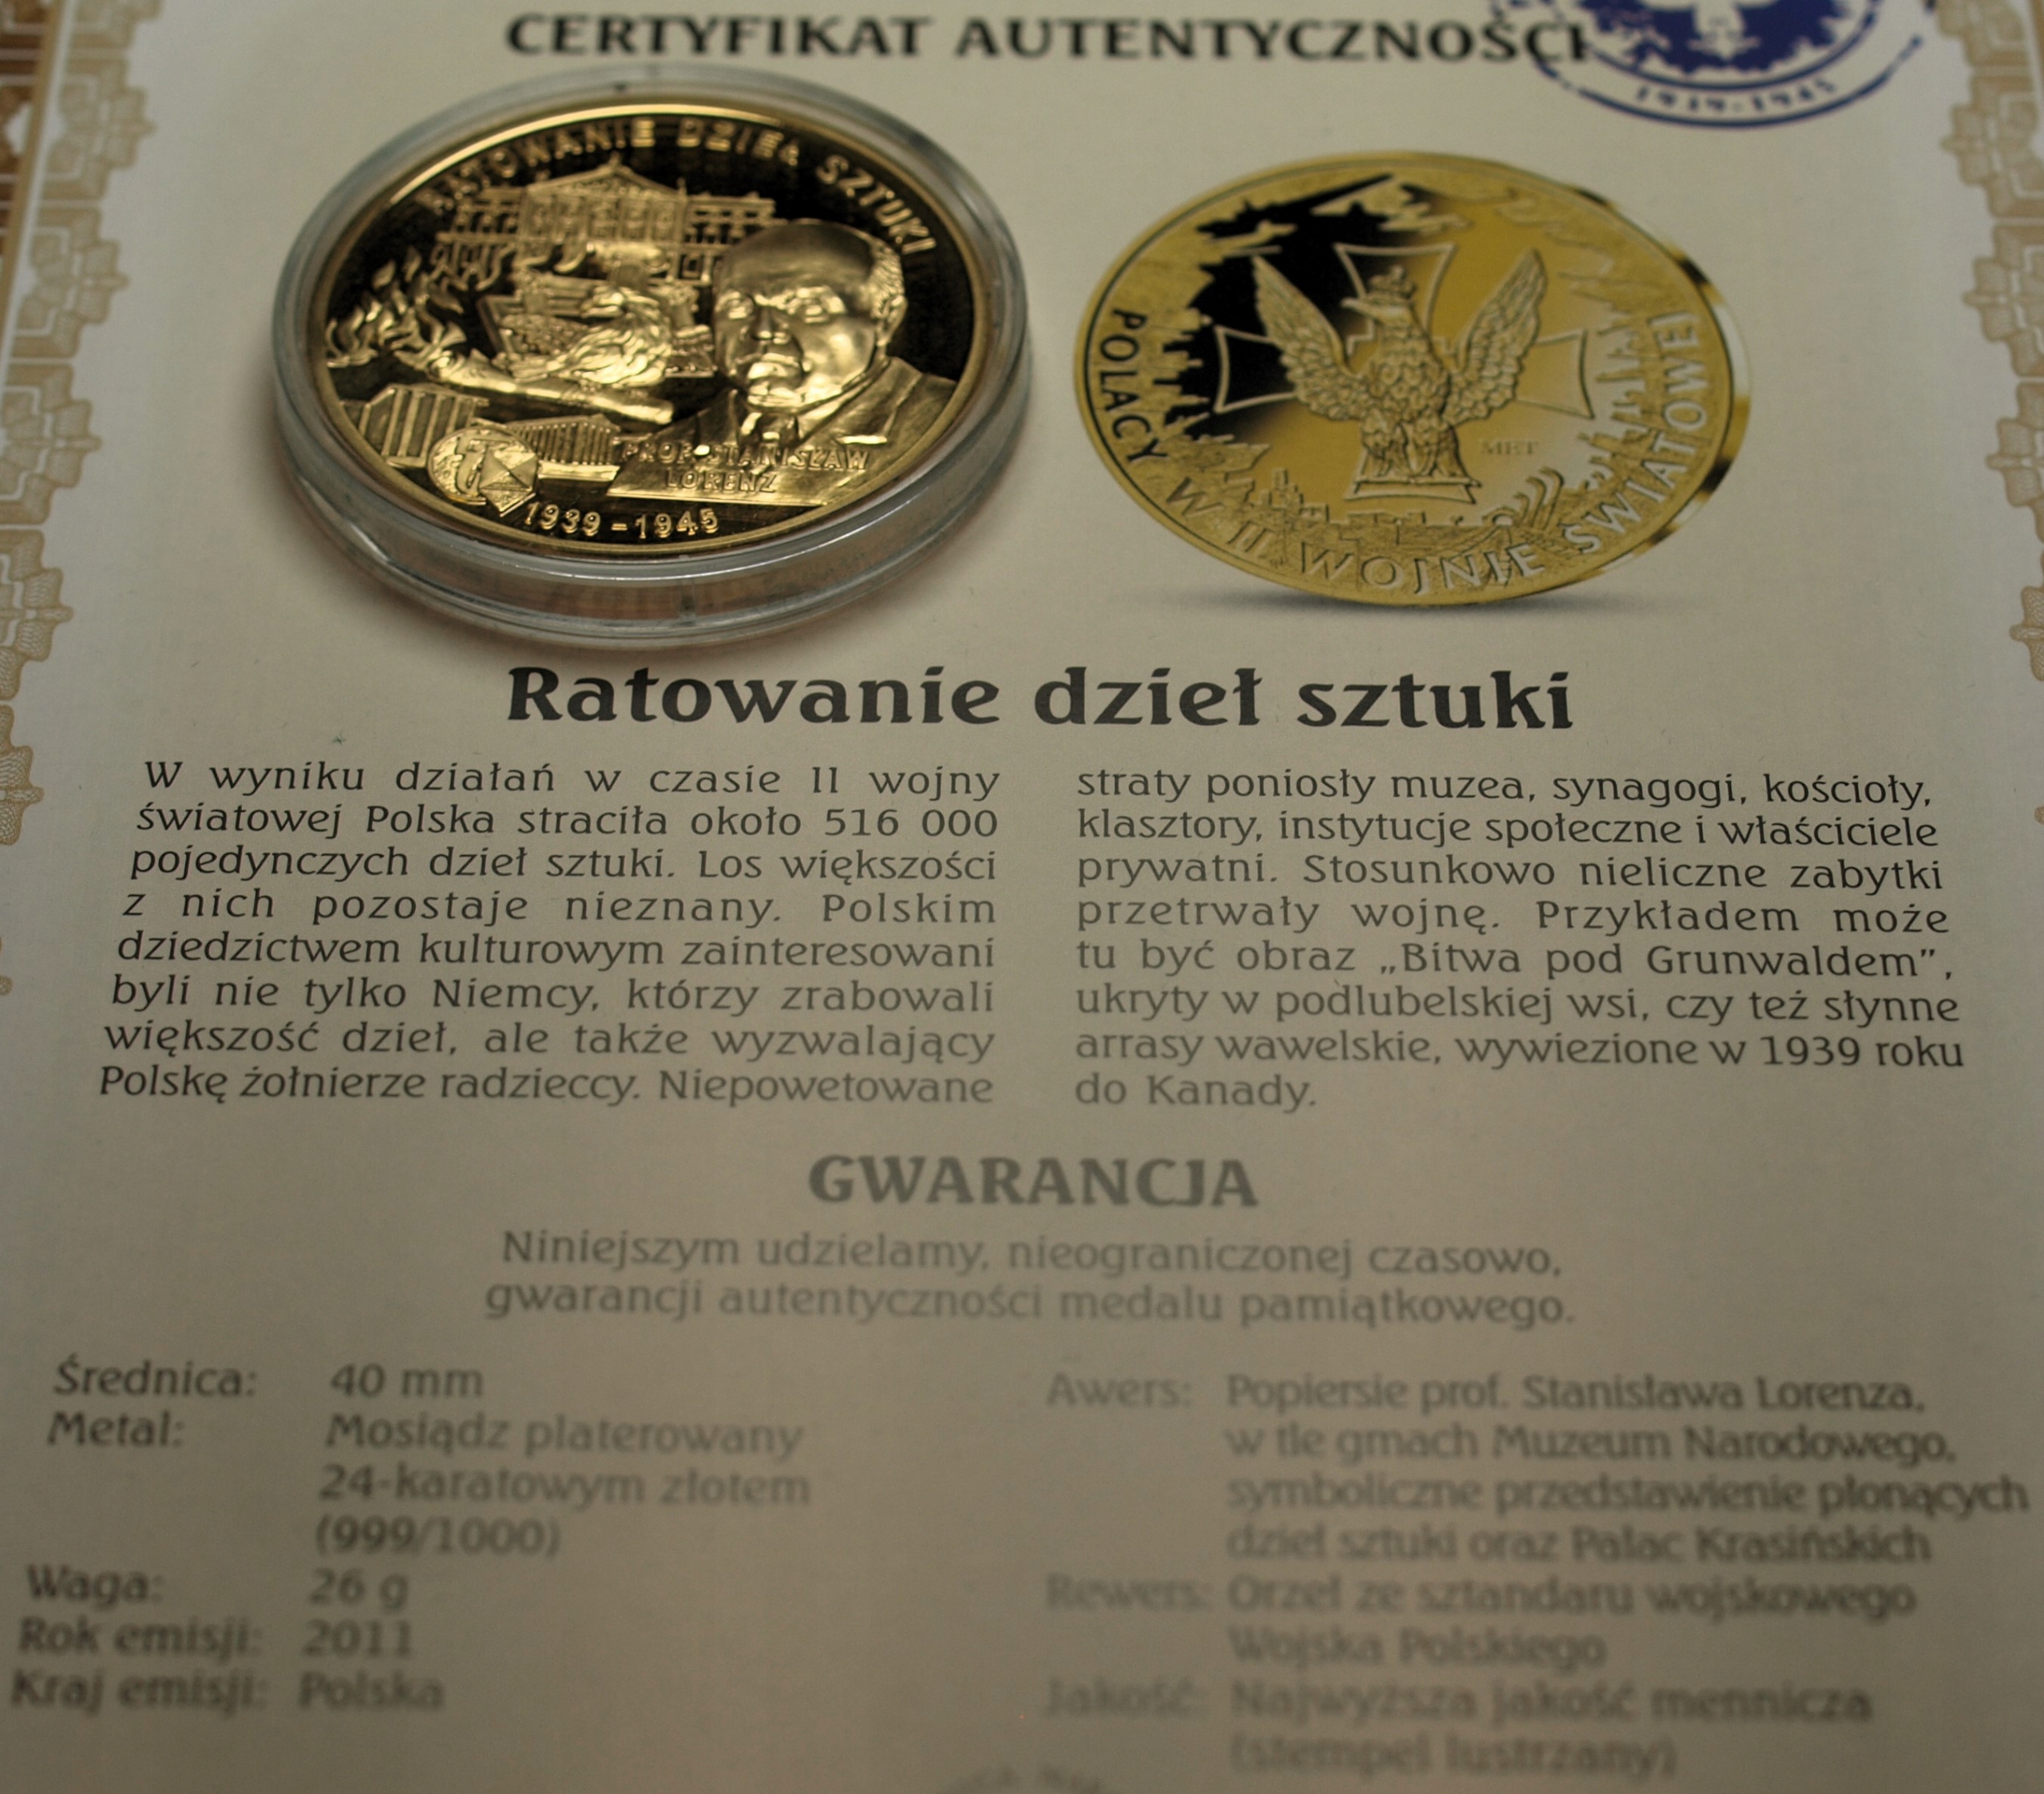 CERTYFIKAT AUTENTYCZNOŚCI
1939-1945
RATOWANIE DZIEŁ SZTUKI
PROF. STANISŁAW
LORENZ
1939-1945
POLACY W II WOJNIE ŚWIATOWEJ
MET
Ratowanie dzieł sztuki
W wyniku działań w czasie II wojny
światowej Polska straciła około 516 000
pojedynczych dzieł sztuki. Los większości
z nich pozostaje nieznany. Polskim
dziedzictwem kulturowym zainteresowani
byli nie tylko Niemcy, którzy zrabowali
większość dzieł, ale także wyzwalający
Polskę żołnierze radzieccy. Niepowetowane
straty poniosły muzea, synagogi, kościoły,
klasztory, instytucje społeczne i właściciele
prywatni. Stosunkowo nieliczne zabytki
przetrwały wojnę. Przykładem może
tu być obraz „Bitwa pod Grunwaldem”,
ukryty w podlubelskiej wsi, czy też słynne
arrasy wawelskie, wywiezione w 1939 roku
do Kanady.
GWARANCJA
Niniejszym udzielamy, nieograniczonej czasowo,
gwarancji autentyczności medalu pamiątkowego.
Średnica: 40 mm
Metal: Mosiądz platerowany
24-karatowym złotem
(999/1000)
Waga: 26 g
Rok emisji: 2011
Kraj emisji: Polska
Awers: Popiersie prof. Stanisława Lorenza,
w tle gmach Muzeum Narodowego,
symboliczne przedstawienie płonących
dzieł sztuki oraz Pałac Krasińskich
Rewers: Orzeł ze sztandaru wojskowego
Wojska Polskiego
Jakość: Najwyższa jakość mennicza
(stempel lustrzany)